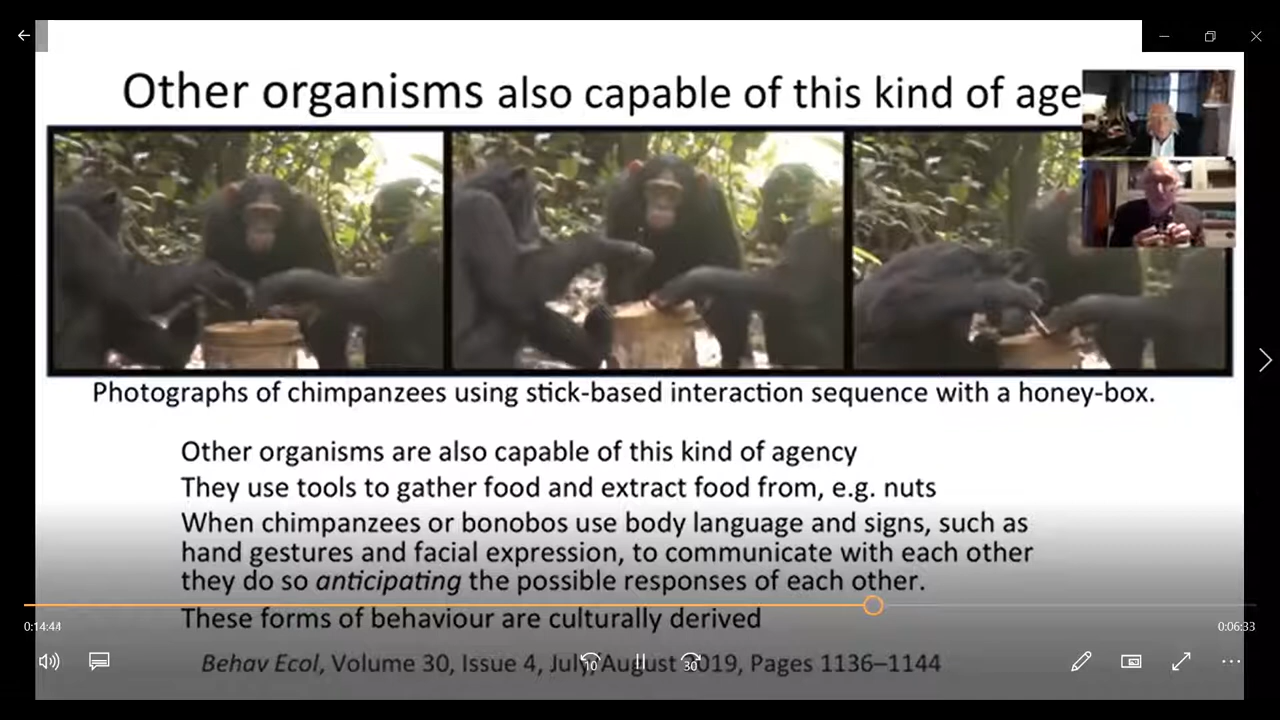 Other organisms also capable of this kind of age
Photographs of chimpanzees using stick-based interaction sequence with a honey-box.
Other organisms are also capable of this kind of agency
They use tools to gather food and extract food from, e.g. nuts
When chimpanzees or bonobos use body language and signs, such as
hand gestures and facial expression, to communicate with each other
they do so anticipating the possible responses of each other.
These forms of behaviour are culturally derived
0:14:44
0:06:33
Behav Ecol, Volume 30, Issue 4, July/August 2019, Pages 1136–1144
10
30